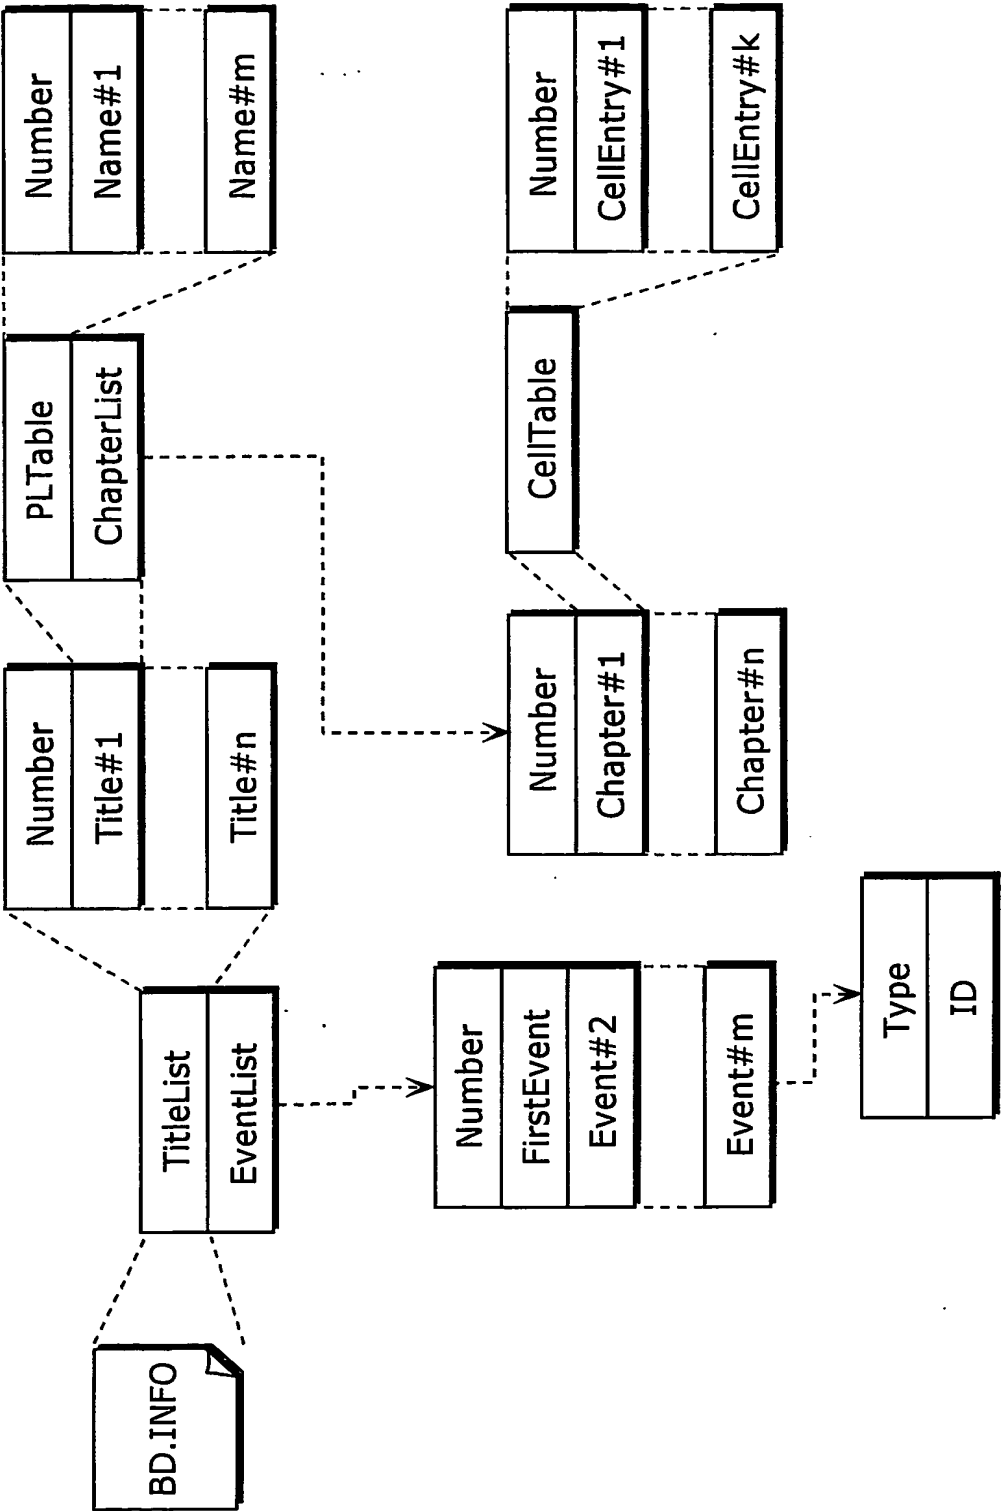 BD.INFO
TitleList
EventList
Number
Title#1
Title#n
PLTable
ChapterList
Number
Name#1
Name#m
Number
FirstEvent
Event#2
Event#m
Type
ID
Number
Chapter#1
Chapter#n
CellTable
Number
CellEntry#1
CellEntry#k